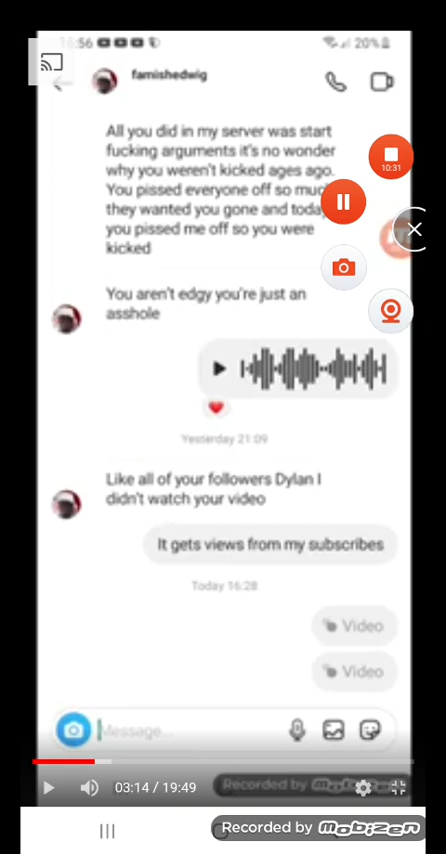 16:56
20%
famishedwig
All you did in my server was start
fucking arguments it's no wonder
why you weren't kicked ages ago.
You pissed everyone off so much
they wanted you gone and today
you pissed me off so you were
kicked
10:31
You aren't edgy you're just an
asshole
Yesterday 21:09
Like all of your followers Dylan I
didn't watch your video
It gets views from my subscribes
Today 16:28
Video
Video
Message...
03:14 / 19:49
Recorded by
Recorded by MOBIZEN